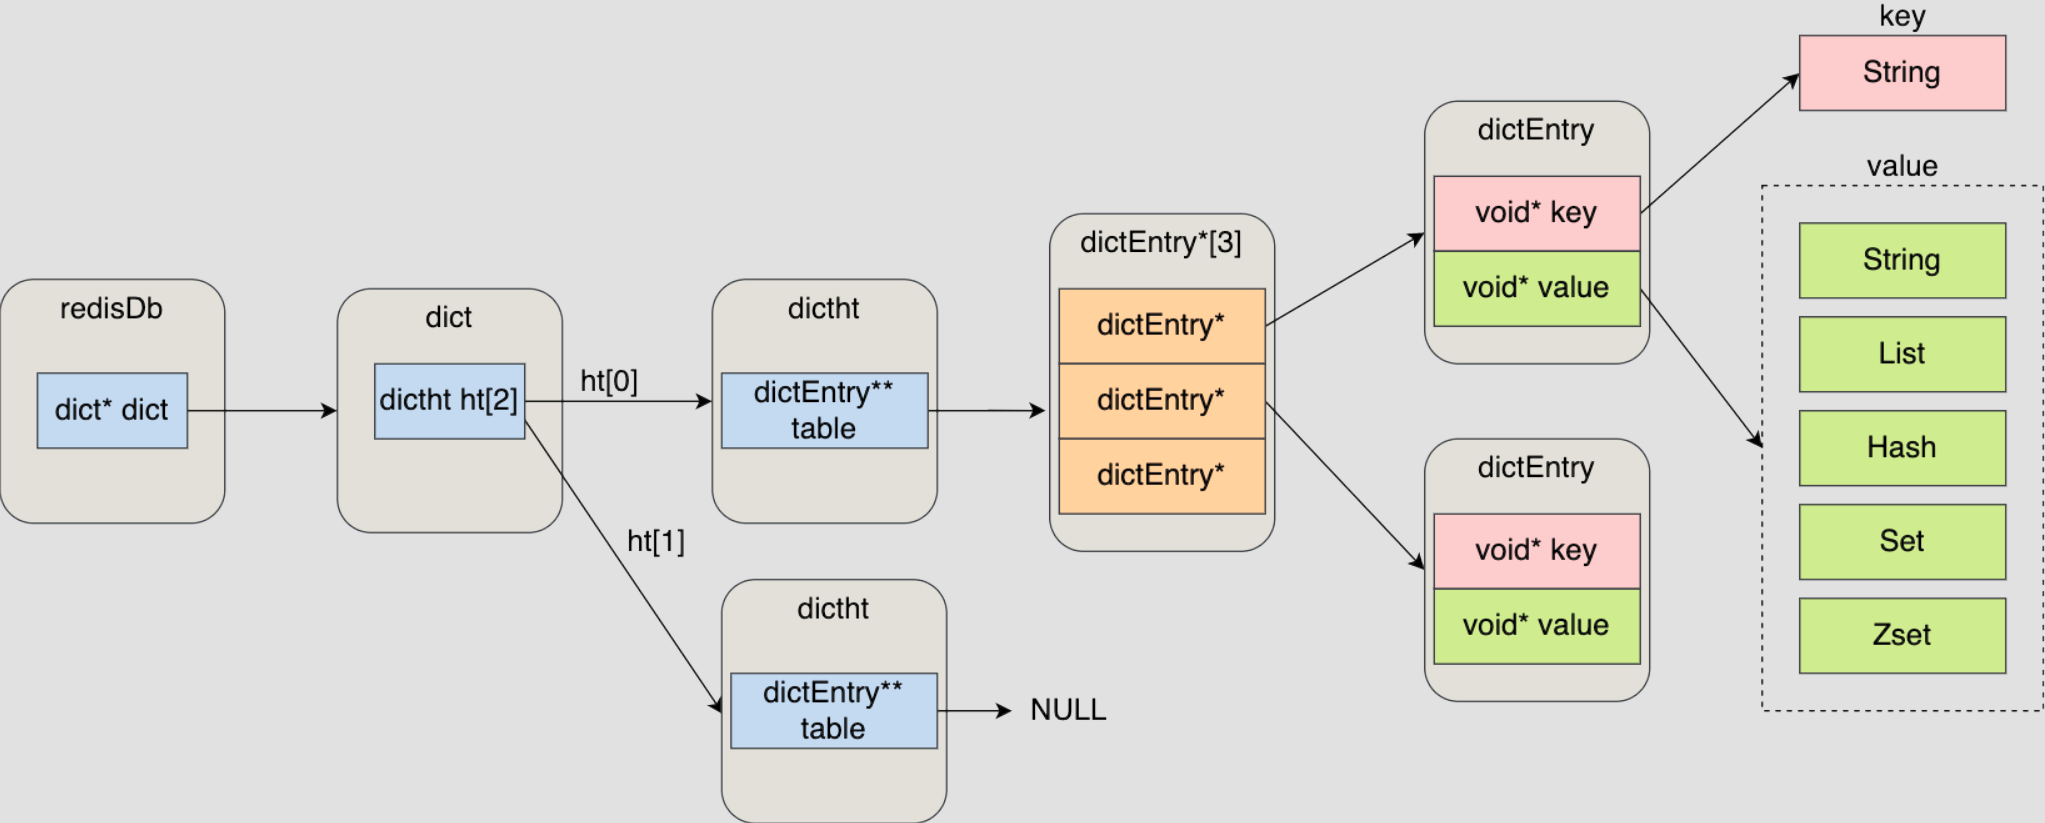 redisDb
dict* dict
dict
dictht ht[2]
ht[0]
ht[1]
dictht
dictEntry**
table
dictht
dictEntry**
table
NULL
dictEntry*[3]
dictEntry*
dictEntry*
dictEntry*
dictEntry
void* key
void* value
dictEntry
void* key
void* value
key
String
value
String
List
Hash
Set
Zset